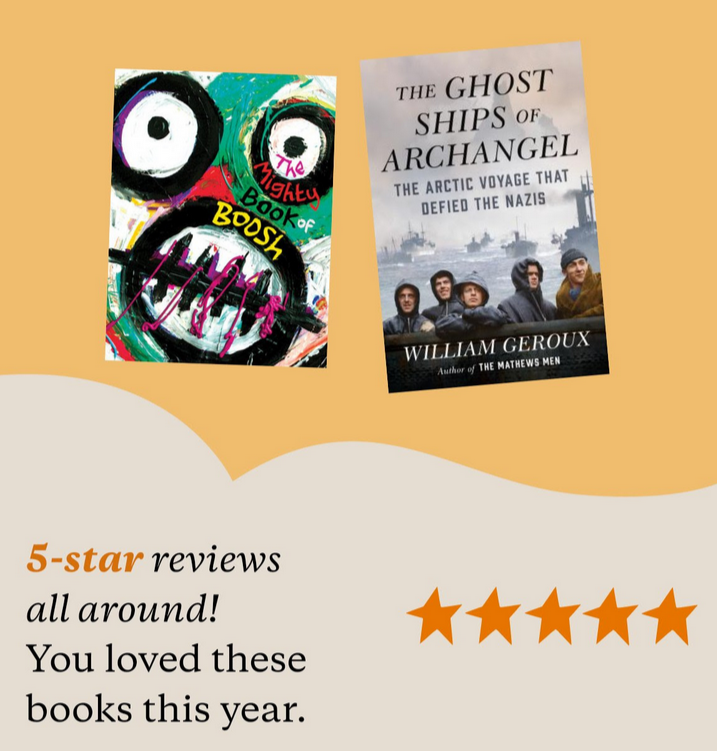 The
Mighty
Book of
BOOSH
THE GHOST
SHIPS OF
ARCHANGEL
THE ARCTIC VOYAGE THAT
DEFIED THE NAZIS
WILLIAM GEROUX
Author of THE MATHEWS MEN
5-star reviews
all around!
You loved these
books this year.